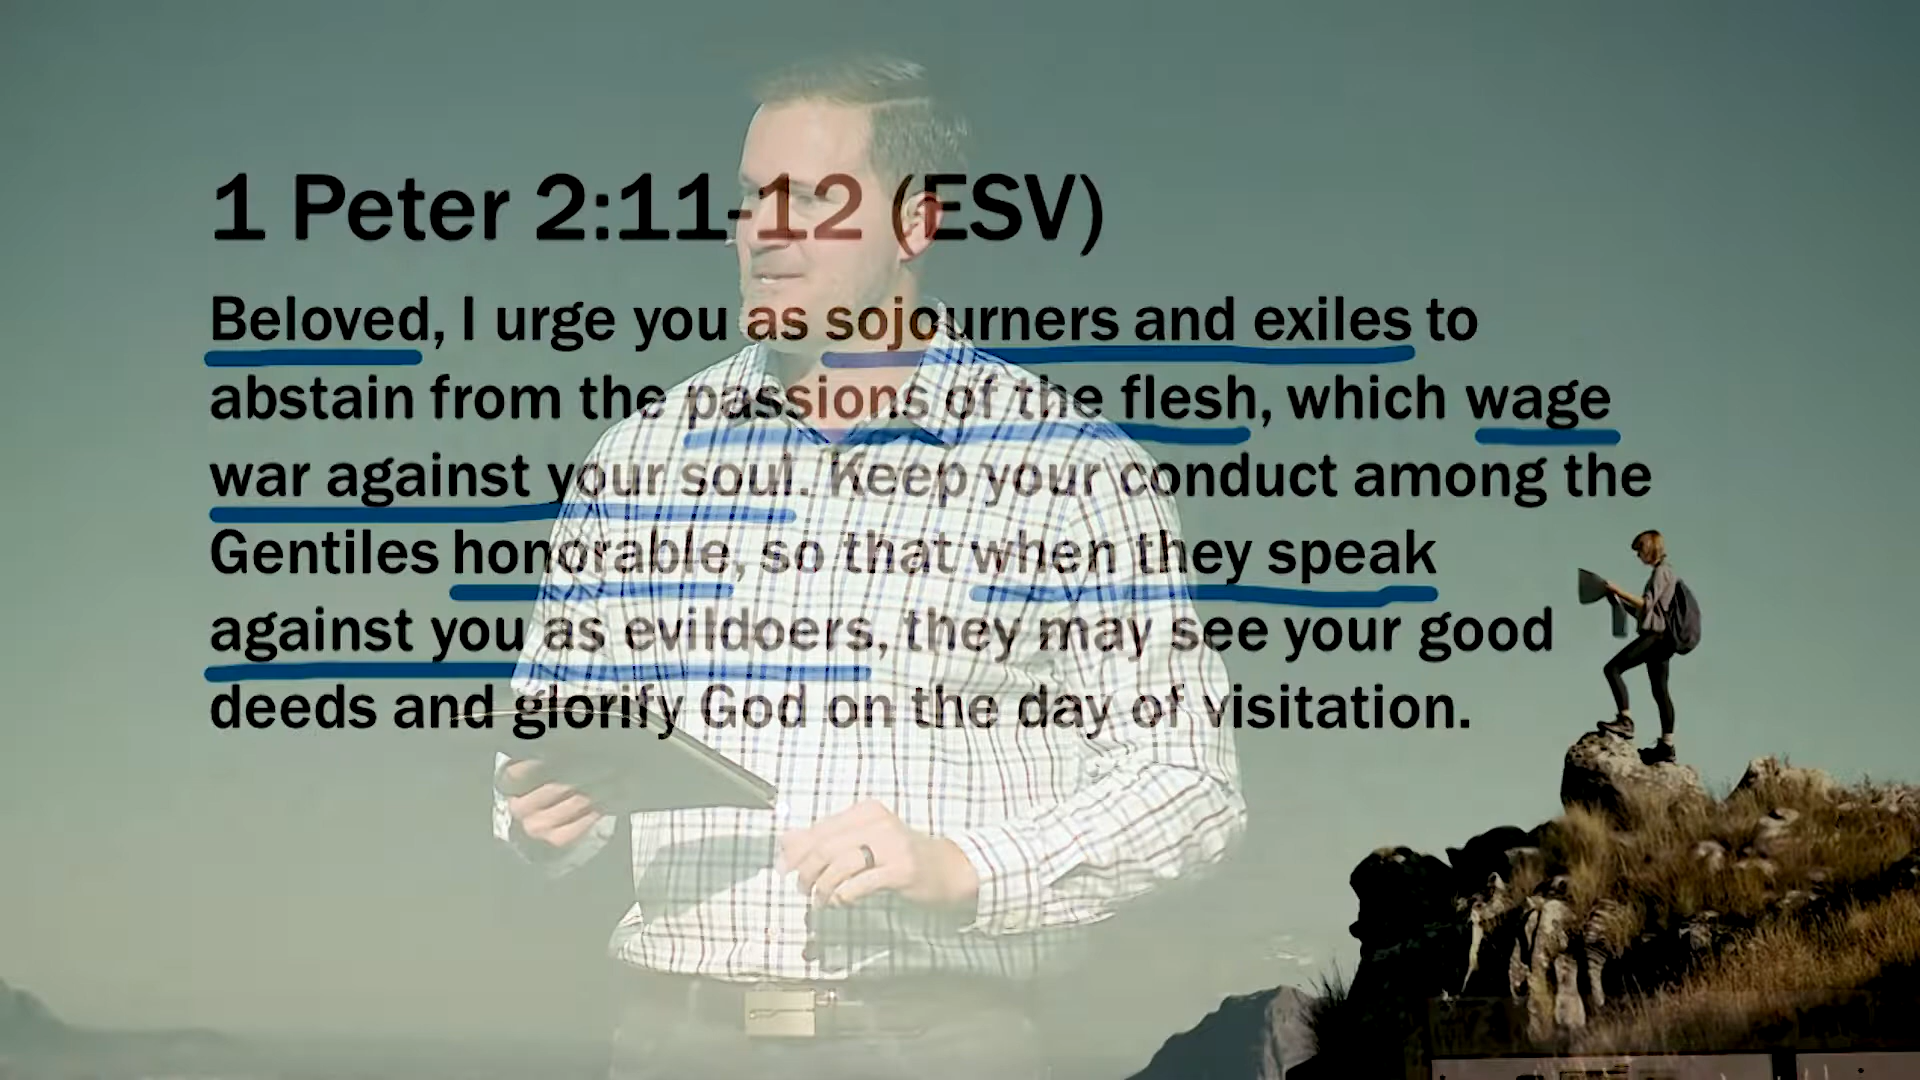 1 Peter 2:11-12 (ESV)
Beloved, I urge you as sojourners and exiles to
abstain from the passions of the flesh, which wage
war against your soul. Keep your conduct among the
Gentiles honorable, so that when they speak
against you as evildoers, they may see your good
deeds and glorify God on the day of visitation.